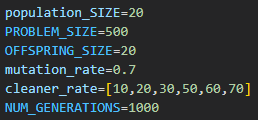 population_SIZE=20
PROBLEM_SIZE=500
OFFSPRING_SIZE=20
mutation_rate=0.7
cleaner_rate=[10,20,30,50,60,70]
NUM_GENERATIONS=1000